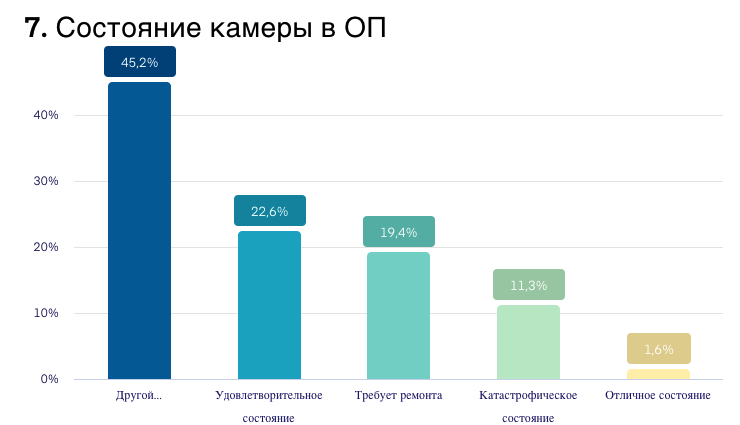 7. Состояние камеры в ОП
45,2%
40%
30%
22,6%
19,4%
20%
11,3%
10%
1,6%
0%
Другой...
Удовлетворительное
состояние
Требует ремонта
Катастрофическое
состояние
Отличное состояние